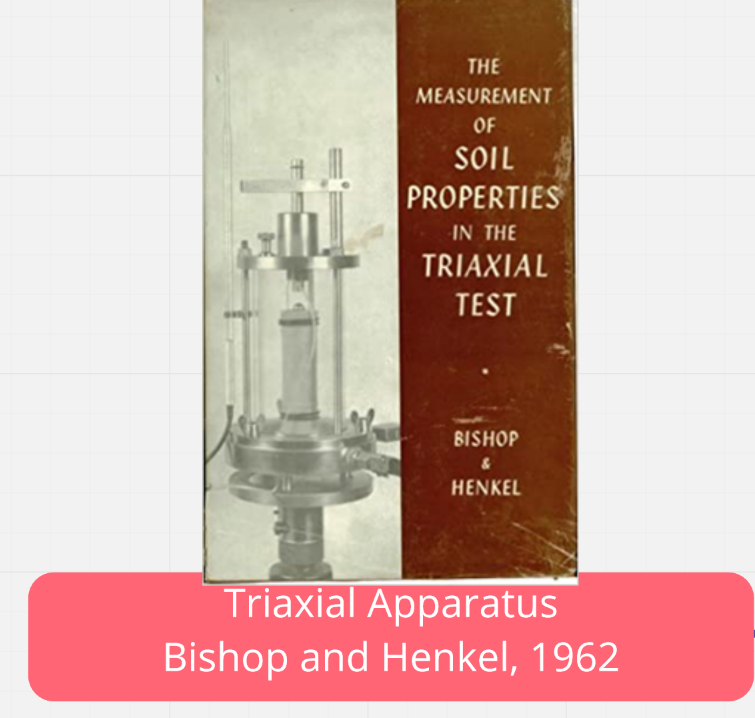 THE
MEASUREMENT
OF
SOIL
PROPERTIES
IN THE
TRIAXIAL
TEST
BISHOP
&
HENKEL
Triaxial Apparatus
Bishop and Henkel, 1962